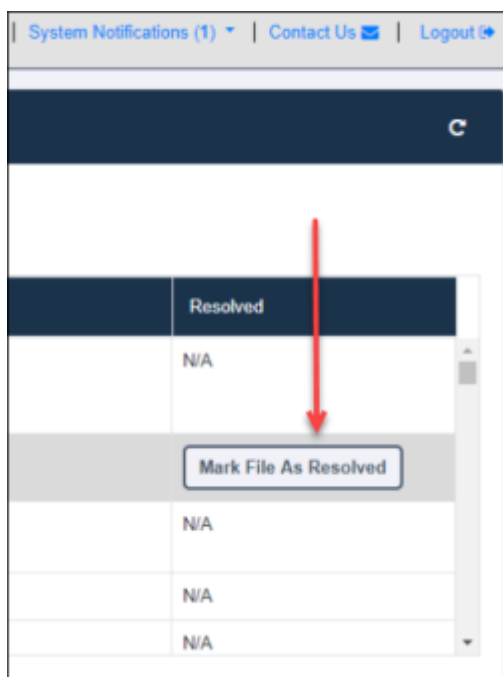 | System Notifications (1) | Contact Us | Logout
Resolved
N/A
Mark File As Resolved
N/A
N/A
N/A